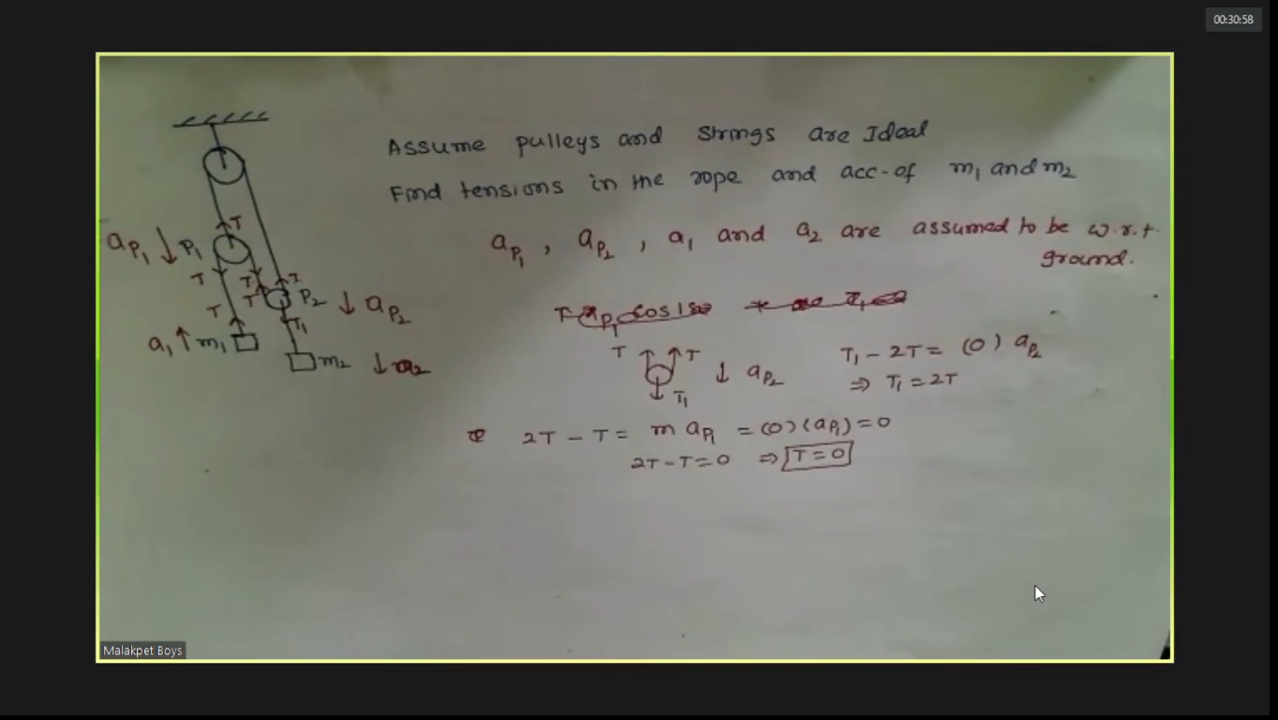 00:30:58
Assume pulleys and strings are Ideal
Find tensions in the rope and acc-of m₁ and m₂
aP₁, aP₂, a₁ and a₂ are assumed to be w.r.t.
ground.
T
aP₁ ↓ P₁
T T T
T T P₂ ↓ aP₂
T₁
a₁ ↑ m₁
m₂ ↓ a₂
T T ↓ aP₂
T₁
T₁ - 2T = (0) aP₂
⇒ T₁ = 2T
2T - T = m aP₁ = (0)(aP₁) = 0
2T - T = 0 ⇒ T = 0
Malakpet Boys